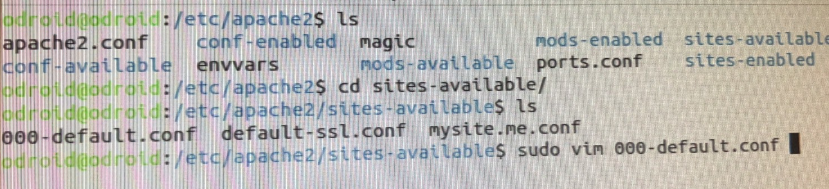 odroid@odroid:/etc/apache2$ ls
apache2.conf conf-enabled magic mods-enabled sites-available
conf-available envvars mods-available ports.conf sites-enabled
odroid@odroid:/etc/apache2$ cd sites-available/
odroid@odroid:/etc/apache2/sites-available$ ls
000-default.conf default-ssl.conf mysite.me.conf
odroid@odroid:/etc/apache2/sites-available$ sudo vim 000-default.conf